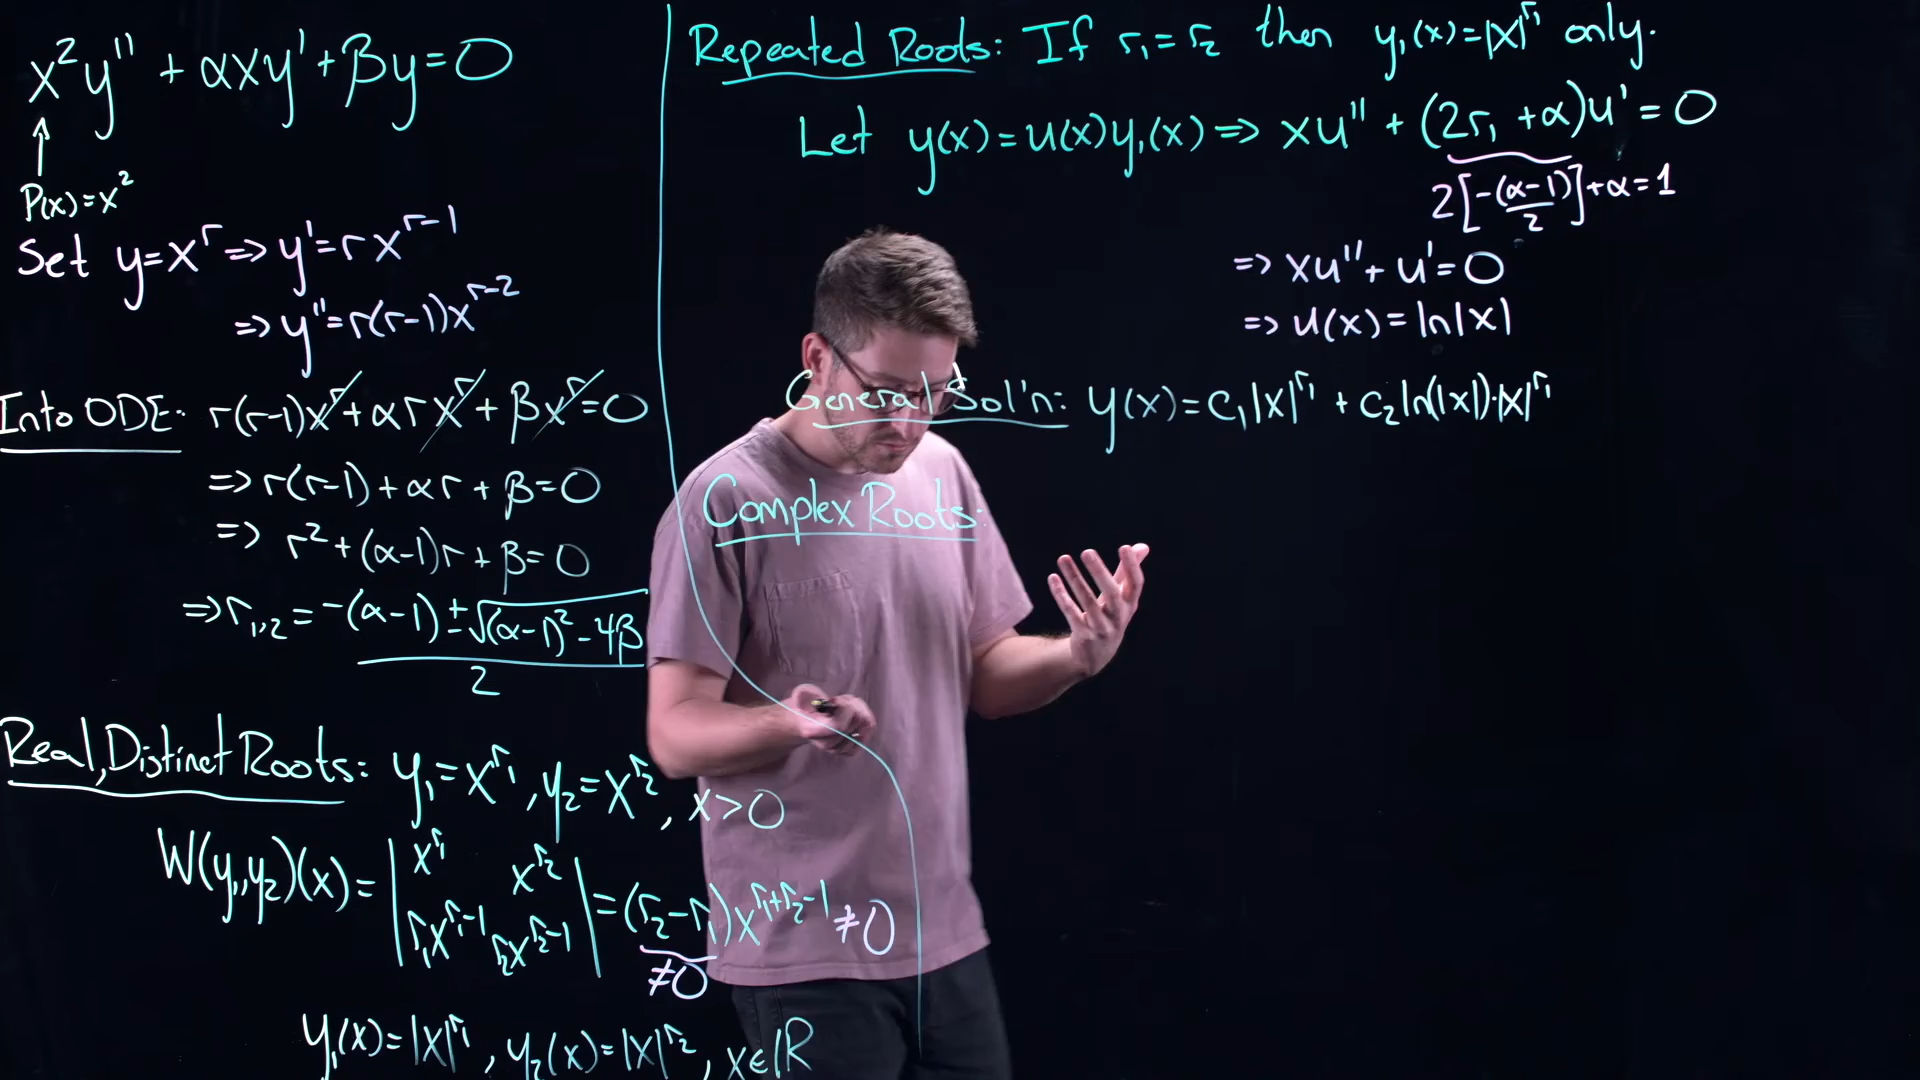 x²y'' + αxy' + βy = 0
↑
P(x) = x²
Set y = x^r ⇒ y' = r x^{r-1}
⇒ y'' = r(r-1)x^{r-2}
Into ODE: r(r-1)x^r + αr x^r + βx^r = 0
⇒ r(r-1) + αr + β = 0
⇒ r² + (α-1)r + β = 0
⇒ r_{1,2} = (-(α-1) ± √((α-1)² - 4β)) / 2
Real, Distinct Roots: y₁ = x^{r₁}, y₂ = x^{r₂}, x > 0
W(y₁,y₂)(x) = | x^{r₁} x^{r₂} ; r₁x^{r₁-1} r₂x^{r₂-1} | = (r₂-r₁)x^{r₁+r₂-1} ≠ 0
≠ 0
y₁(x) = |x|^{r₁}, y₂(x) = |x|^{r₂}, x ∈ ℝ
Repeated Roots: If r₁ = r₂ then y₁(x) = |x|^{r₁} only.
Let y(x) = u(x)y₁(x) ⇒ xu'' + (2r₁ + α)u' = 0
2[-(α-1)/2] + α = 1
⇒ xu'' + u' = 0
⇒ u(x) = ln|x|
General Sol'n: y(x) = c₁|x|^{r₁} + c₂ln(|x|)·|x|^{r₁}
Complex Roots: